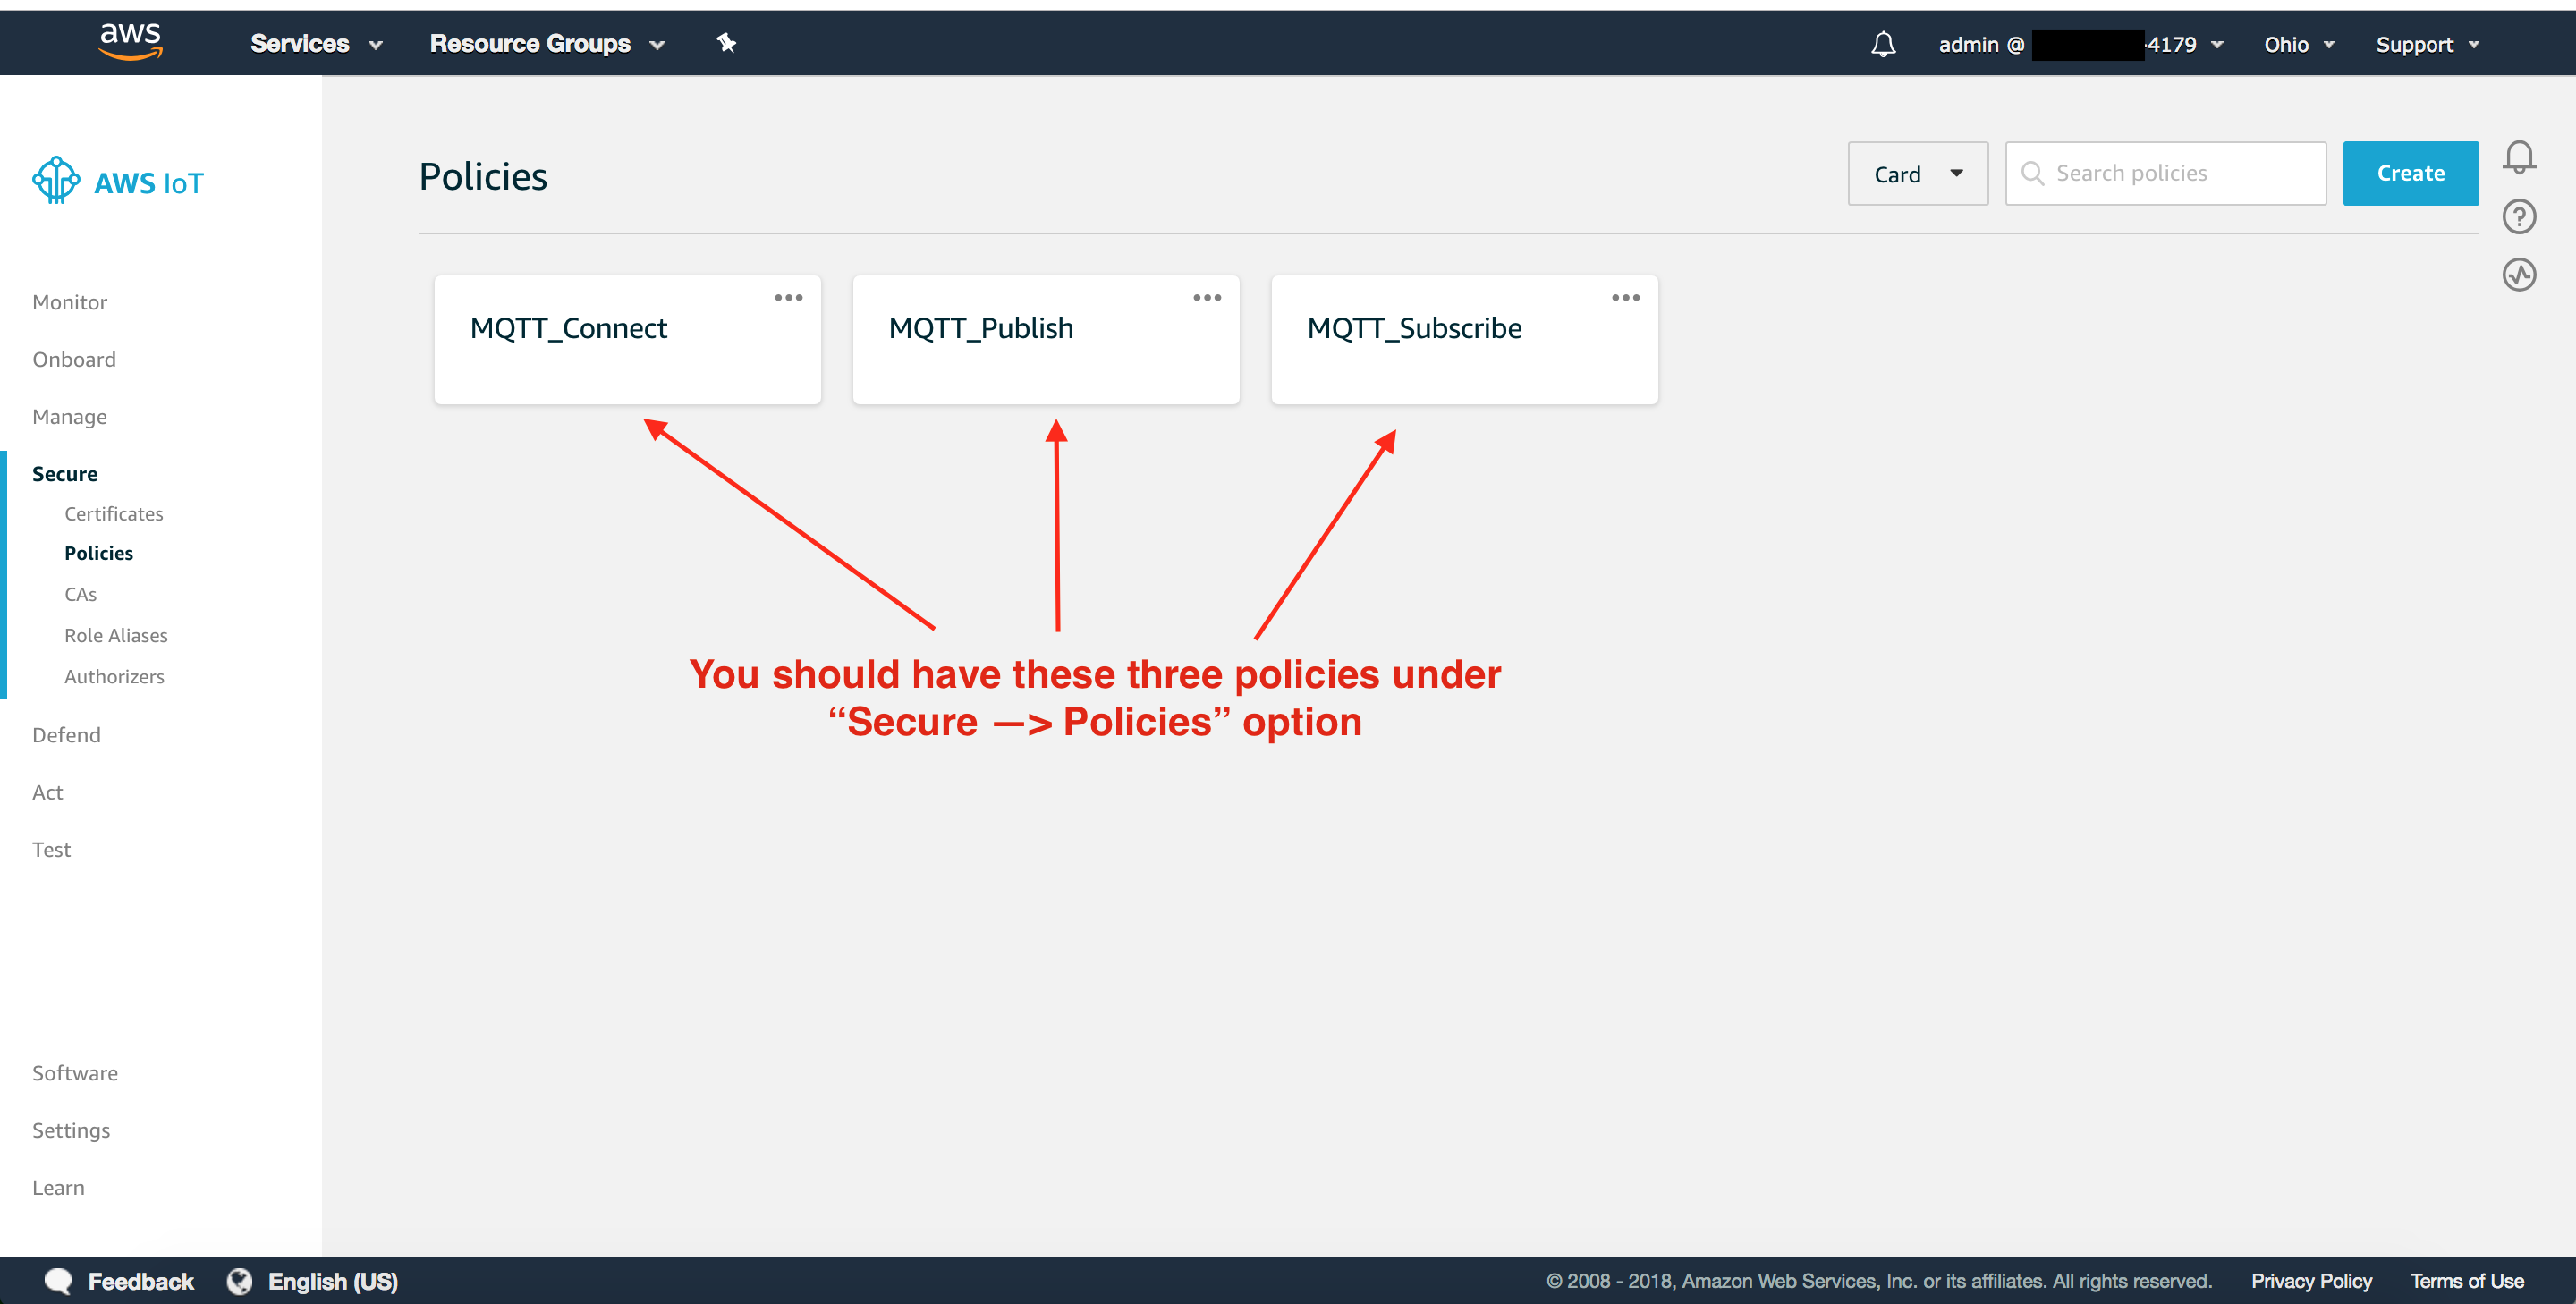 aws Services Resource Groups admin @ -4179 Ohio Support
AWS IoT
Monitor
Onboard
Manage
Secure
Certificates
Policies
CAs
Role Aliases
Authorizers
Defend
Act
Test
Software
Settings
Learn
Policies
Card
Search policies
Create
MQTT_Connect
MQTT_Publish
MQTT_Subscribe
You should have these three policies under
“Secure —> Policies” option
Feedback English (US) © 2008 - 2018, Amazon Web Services, Inc. or its affiliates. All rights reserved. Privacy Policy Terms of Use